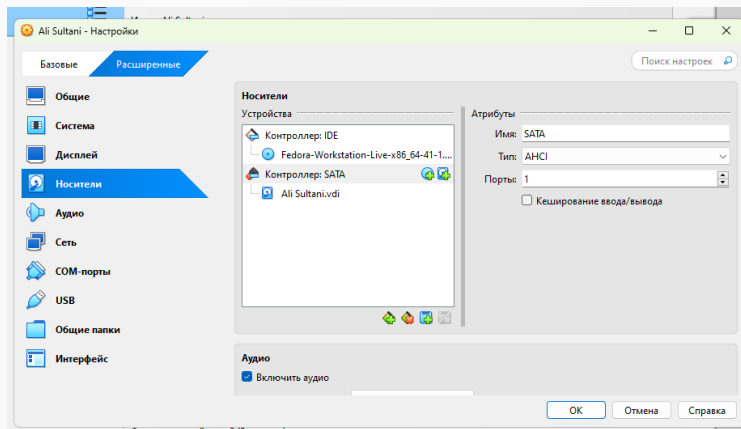 Ali Sultani - Настройки
Базовые Расширенные
Поиск настроек
Общие
Система
Дисплей
Носители
Аудио
Сеть
COM-порты
USB
Общие папки
Интерфейс
Носители
Устройства
Контроллер: IDE
Fedora-Workstation-Live-x86_64-41-1....
Контроллер: SATA
Ali Sultani.vdi
Атрибуты
Имя: SATA
Тип: AHCI
Порты: 1
Кеширование ввода/вывода
Аудио
Включить аудио
OK Отмена Справка